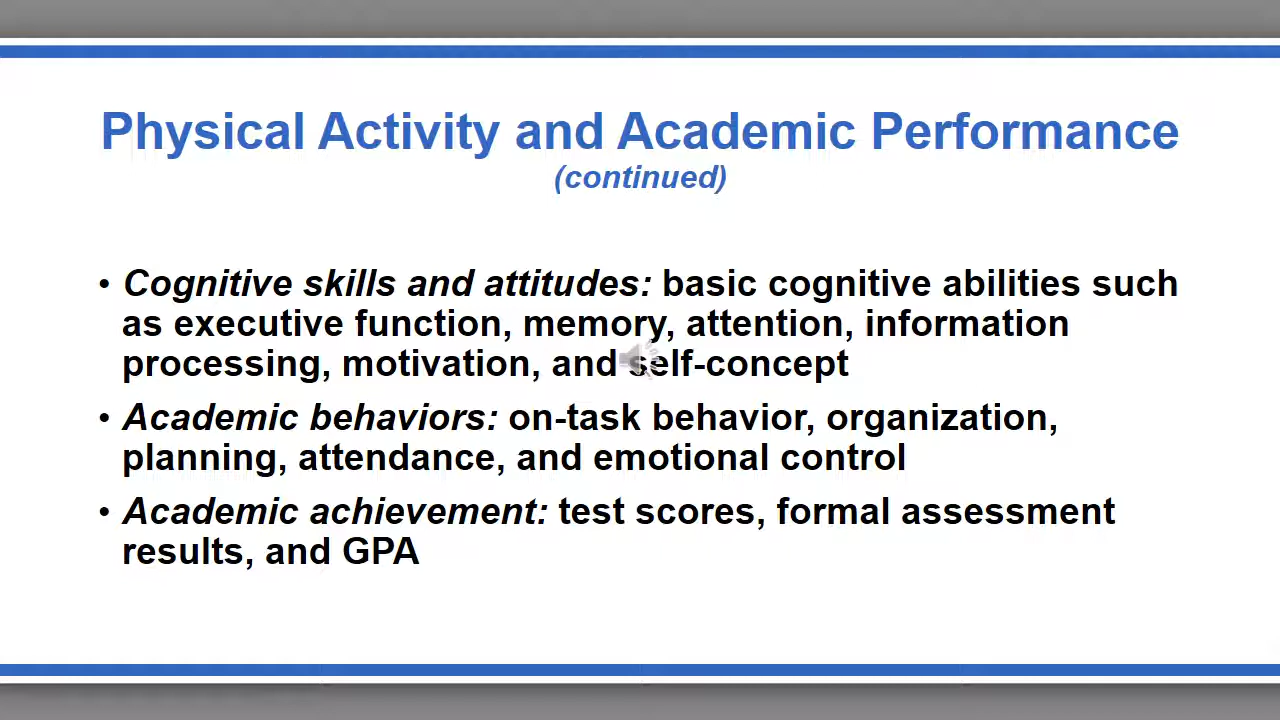 Physical Activity and Academic Performance
(continued)
• Cognitive skills and attitudes: basic cognitive abilities such
as executive function, memory, attention, information
processing, motivation, and self-concept
• Academic behaviors: on-task behavior, organization,
planning, attendance, and emotional control
• Academic achievement: test scores, formal assessment
results, and GPA